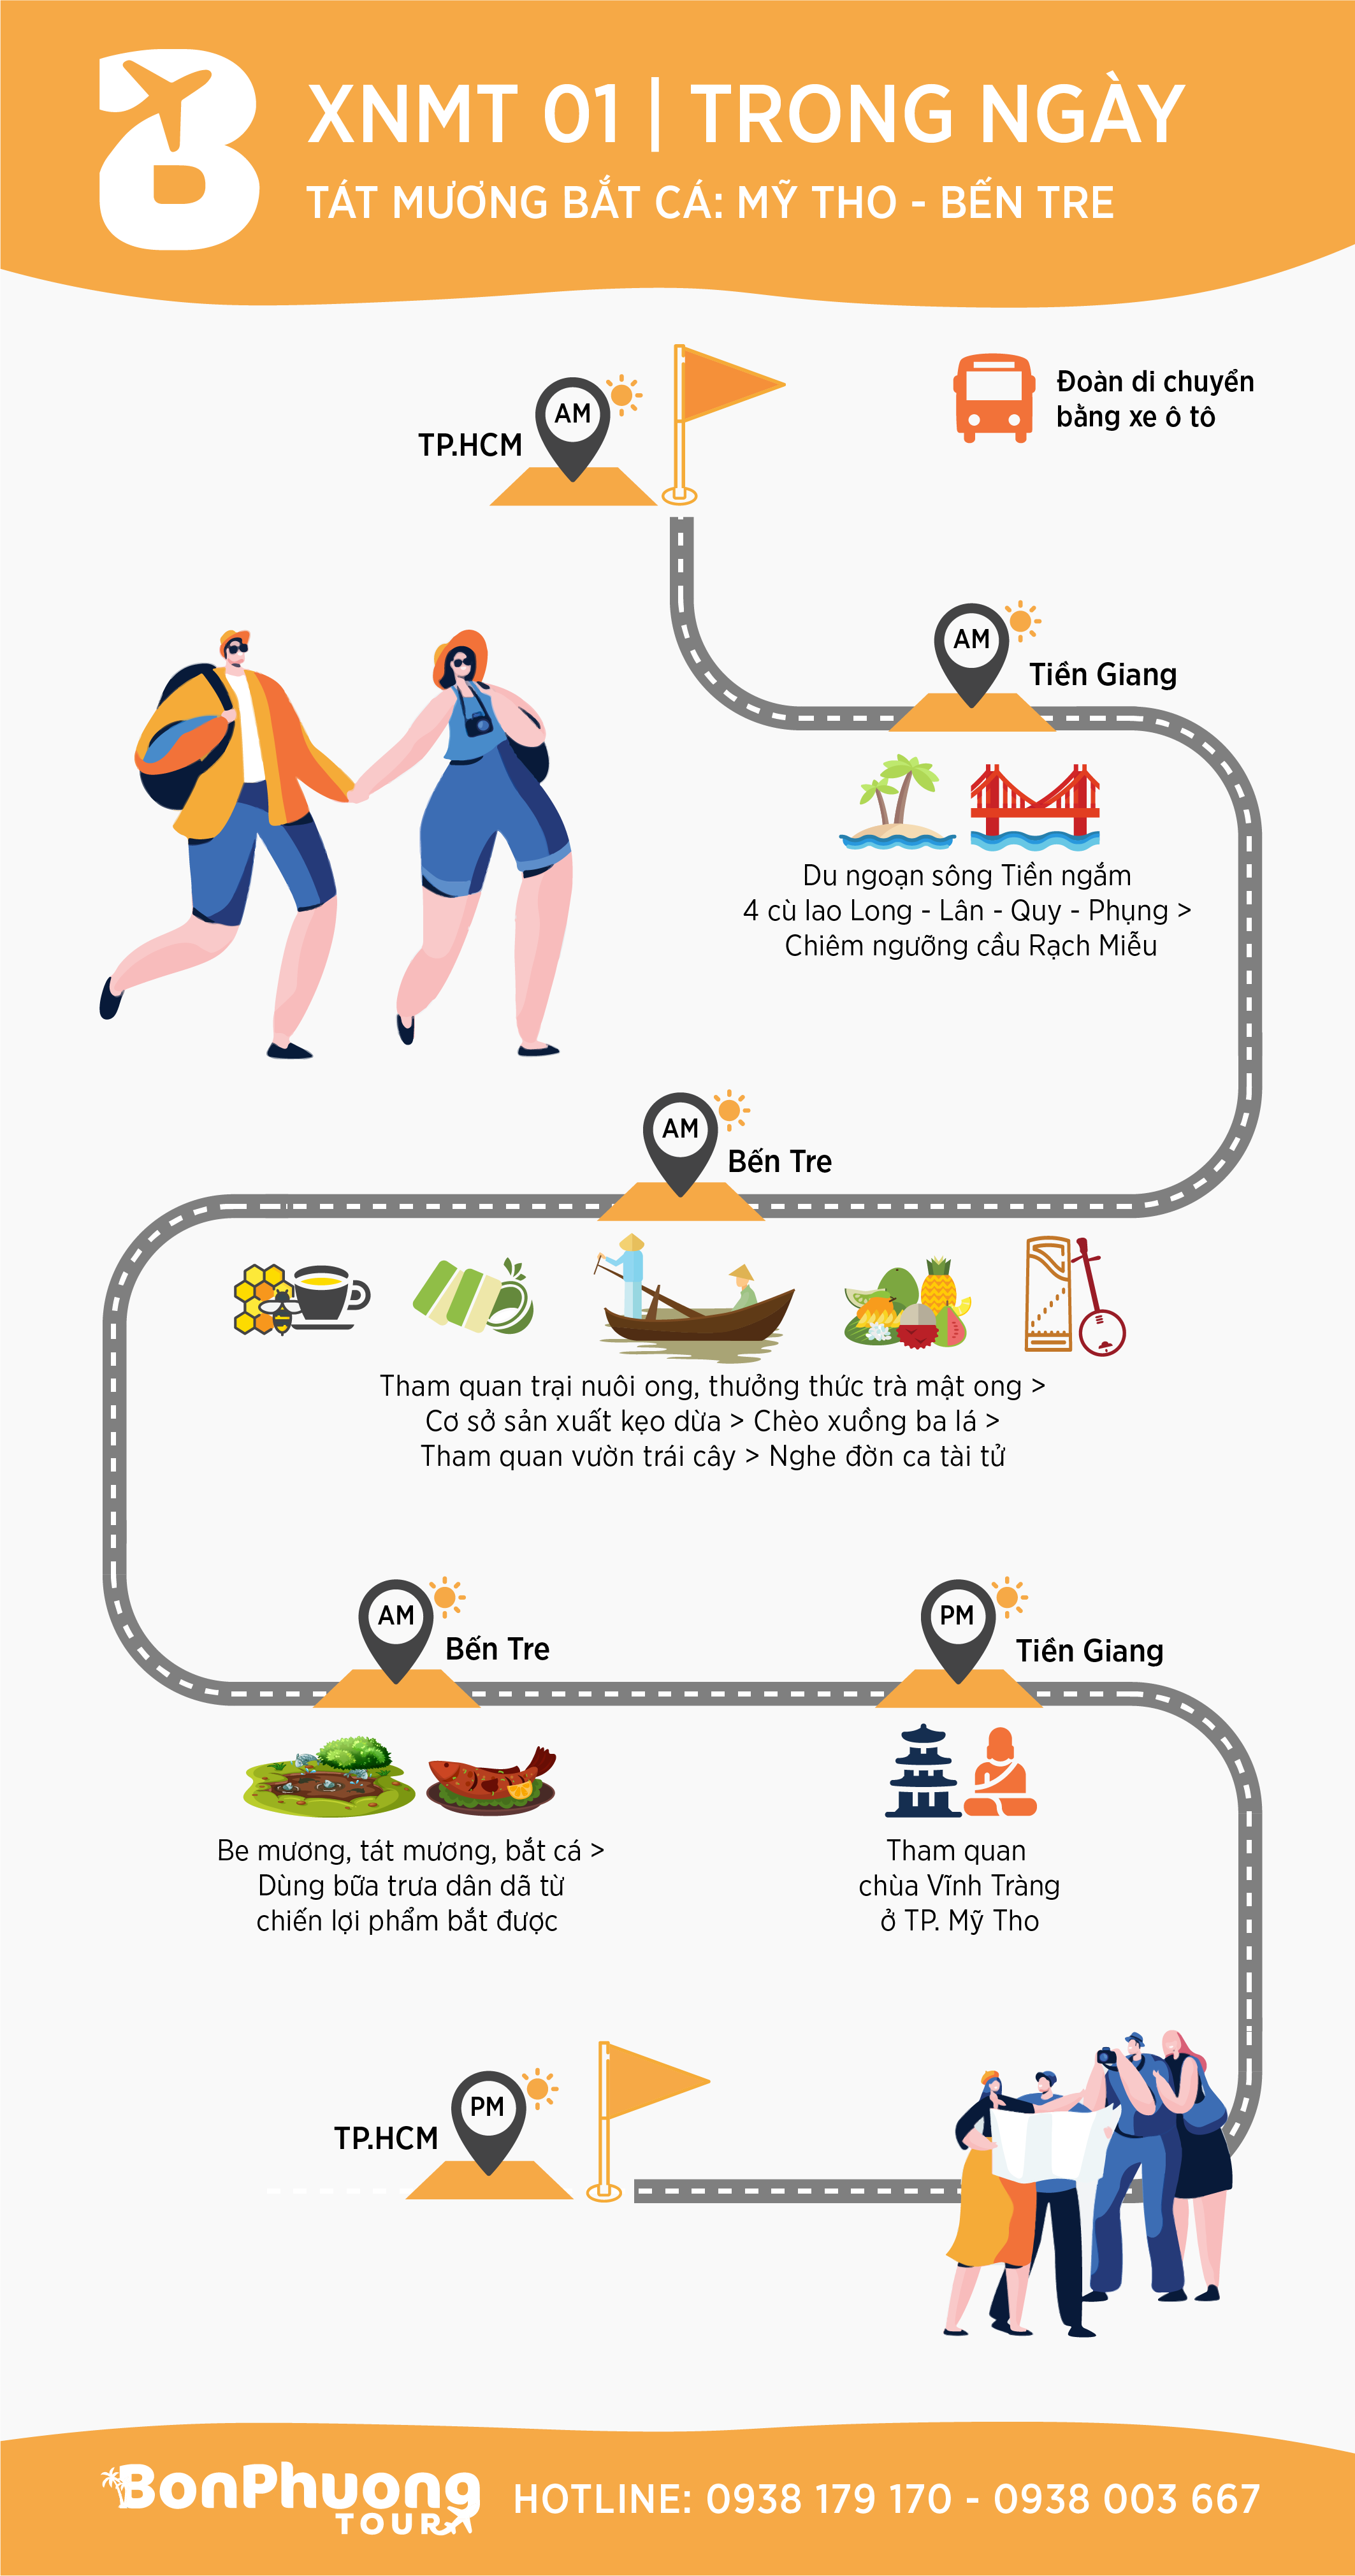 XNMT 01 | TRONG NGÀY
TÁT MƯƠNG BẮT CÁ: MỸ THO - BẾN TRE
Đoàn di chuyển
bằng xe ô tô
AM
TP.HCM
AM
Tiền Giang
Du ngoạn sông Tiền ngắm
4 cù lao Long - Lân - Quy - Phụng >
Chiêm ngưỡng cầu Rạch Miễu
AM
Bến Tre
Tham quan trại nuôi ong, thưởng thức trà mật ong >
Cơ sở sản xuất kẹo dừa > Chèo xuồng ba lá >
Tham quan vườn trái cây > Nghe đờn ca tài tử
AM
Bến Tre
Be mương, tát mương, bắt cá >
Dùng bữa trưa dân dã từ
chiến lợi phẩm bắt được
PM
Tiền Giang
Tham quan
chùa Vĩnh Tràng
ở TP. Mỹ Tho
PM
TP.HCM
BonPhuong
TOUR
HOTLINE: 0938 179 170 - 0938 003 667